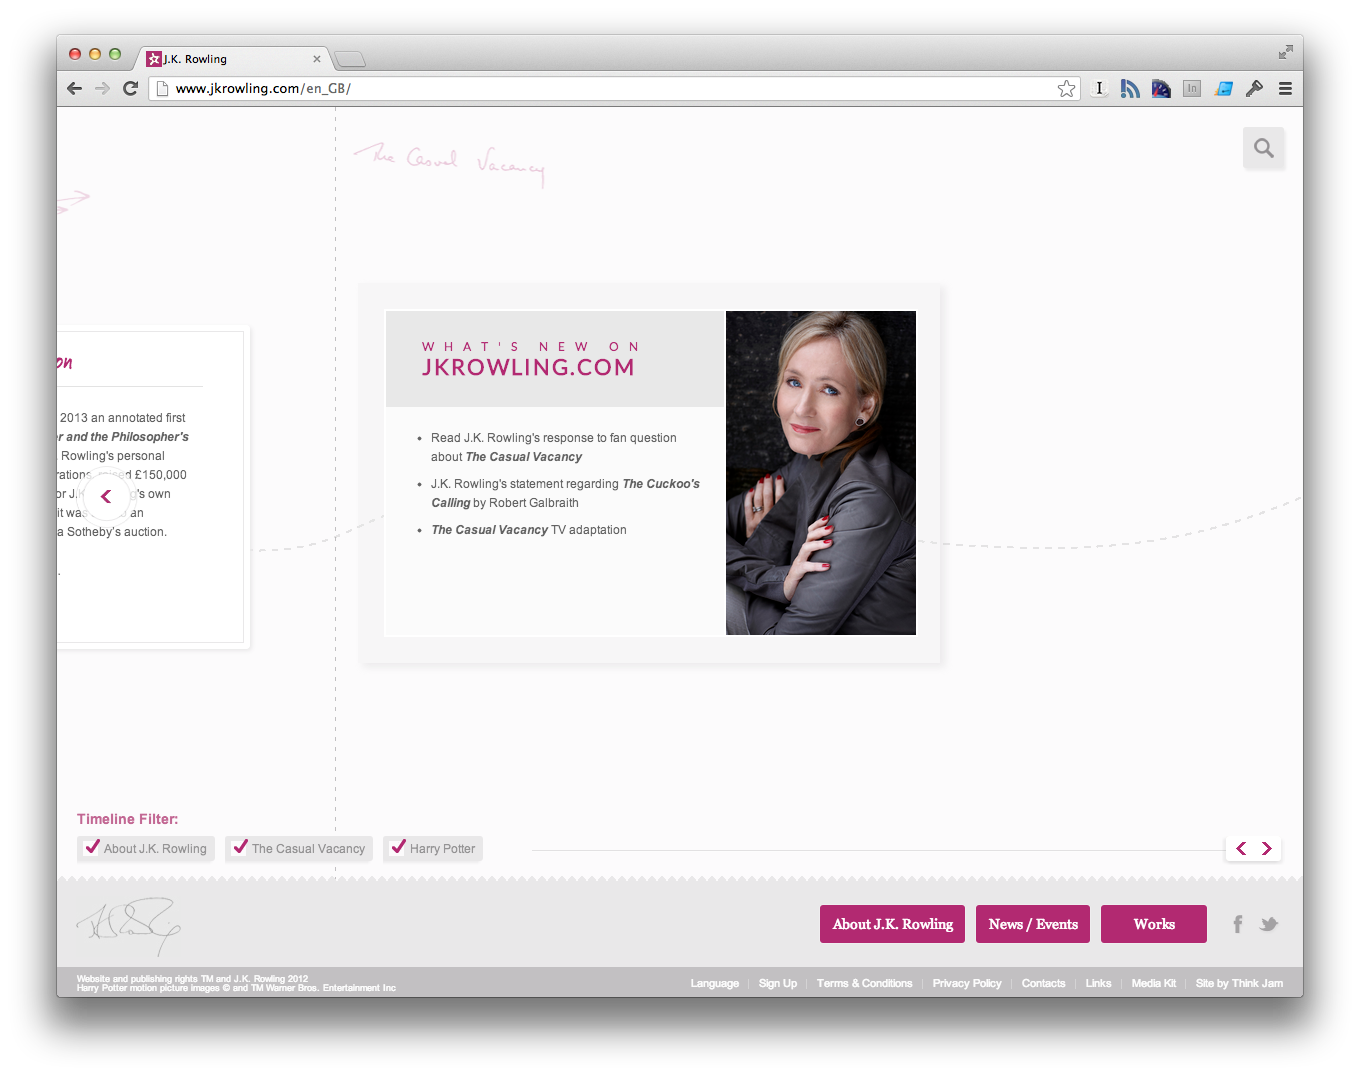 J.K. Rowling
www.jkrowling.com/en_GB/
The Casual Vacancy
on
2013 an annotated first
er and the Philosopher's
Rowling's personal
£150,000
or J.K. 's own
it was an
a Sotheby's auction.
WHAT'S NEW ON
JKROWLING.COM
• Read J.K. Rowling's response to fan question
about The Casual Vacancy
• J.K. Rowling's statement regarding The Cuckoo's
Calling by Robert Galbraith
• The Casual Vacancy TV adaptation
Timeline Filter:
About J.K. Rowling The Casual Vacancy Harry Potter
About J.K. Rowling News / Events Works
Website and publishing rights TM and J.K. Rowling 2012
Harry Potter motion picture images © and TM Warner Bros. Entertainment Inc
Language Sign Up Terms & Conditions Privacy Policy Contacts Links Media Kit Site by Think Jam